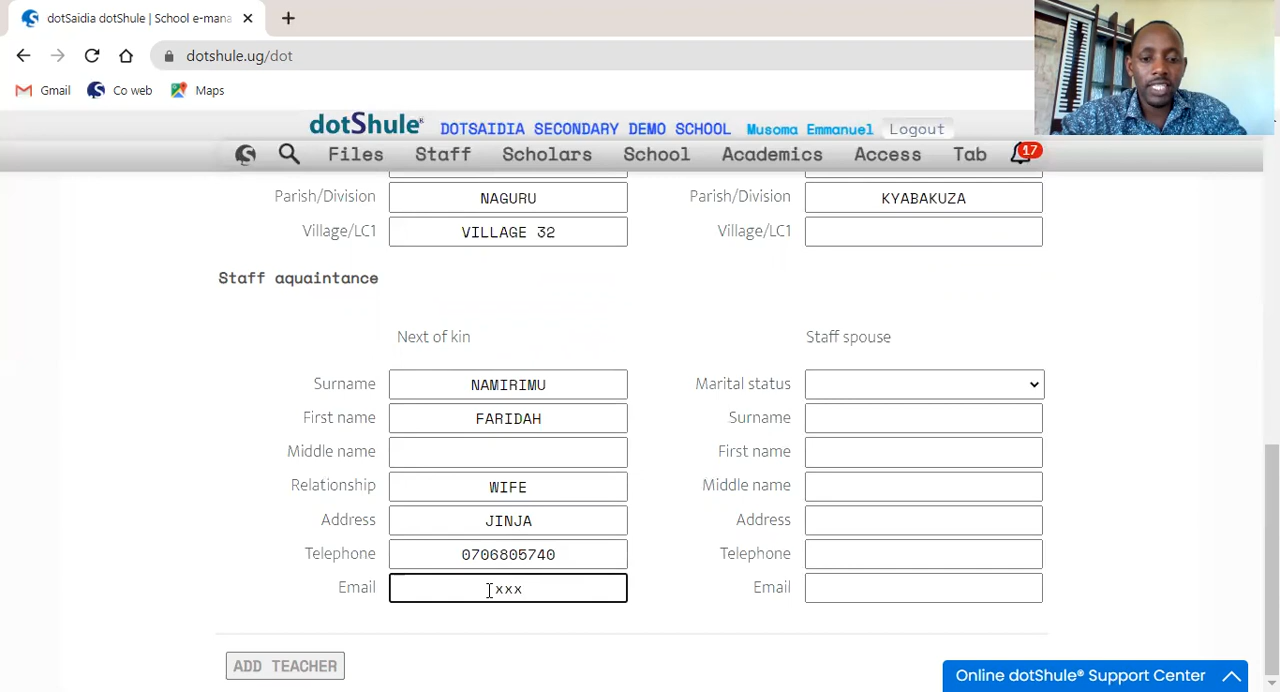 dotSaidia dotShule | School e-mana
dotshule.ug/dot
Gmail Co web Maps
dotShule DOTSAIDIA SECONDARY DEMO SCHOOL Musoma Emmanuel Logout
Files Staff Scholars School Academics Access Tab 17
Parish/Division NAGURU Parish/Division KYABAKUZA
Village/LC1 VILLAGE 32 Village/LC1
Staff aquaintance
Next of kin Staff spouse
Surname NAMIRIMU Marital status
First name FARIDAH Surname
Middle name First name
Relationship WIFE Middle name
Address JINJA Address
Telephone 0706805740 Telephone
Email xxx Email
ADD TEACHER
Online dotShule® Support Center